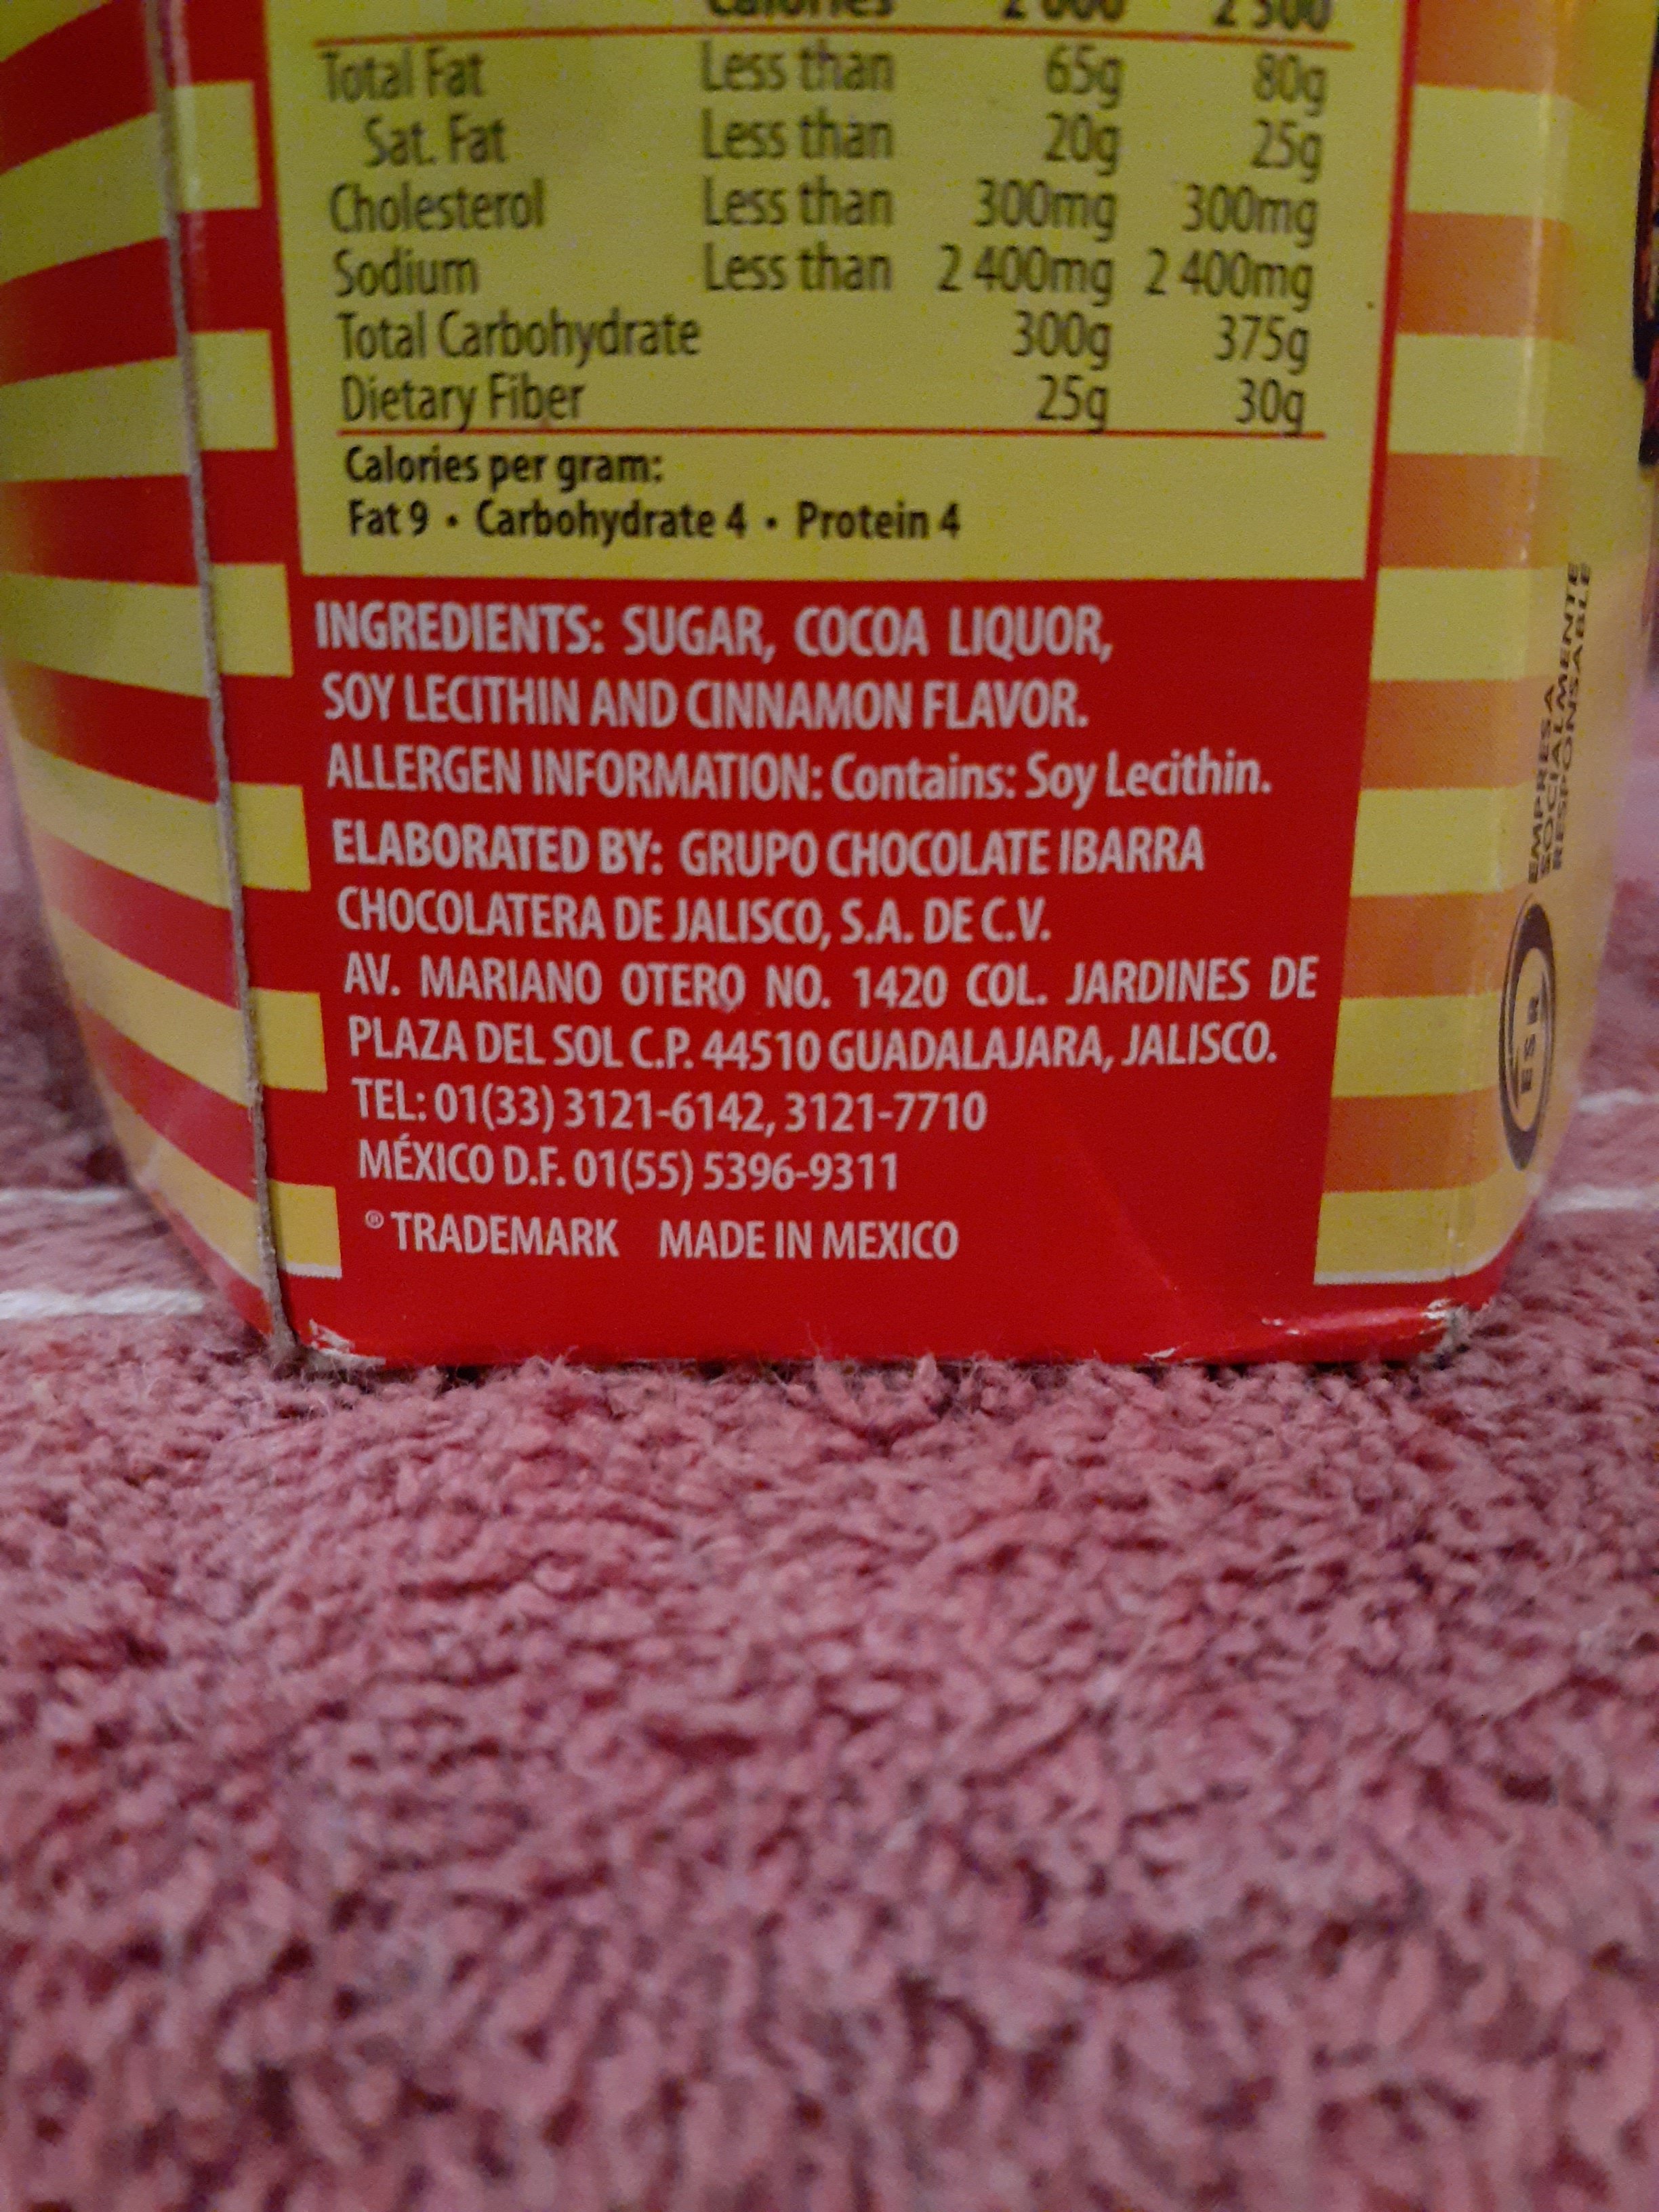 Calories 2 000 2 500
Total Fat Less than 65g 80g
Sat. Fat Less than 20g 25g
Cholesterol Less than 300mg 300mg
Sodium Less than 2 400mg 2 400mg
Total Carbohydrate 300g 375g
Dietary Fiber 25g 30g
Calories per gram:
Fat 9 • Carbohydrate 4 • Protein 4
INGREDIENTS: SUGAR, COCOA LIQUOR,
SOY LECITHIN AND CINNAMON FLAVOR.
ALLERGEN INFORMATION: Contains: Soy Lecithin.
ELABORATED BY: GRUPO CHOCOLATE IBARRA
CHOCOLATERA DE JALISCO, S.A. DE C.V.
AV. MARIANO OTERO NO. 1420 COL. JARDINES DE
PLAZA DEL SOL C.P. 44510 GUADALAJARA, JALISCO.
TEL: 01(33) 3121-6142, 3121-7710
MÉXICO D.F. 01(55) 5396-9311
® TRADEMARK MADE IN MEXICO
EMPRESA
SOCIALMENTE
RESPONSABLE
ESR